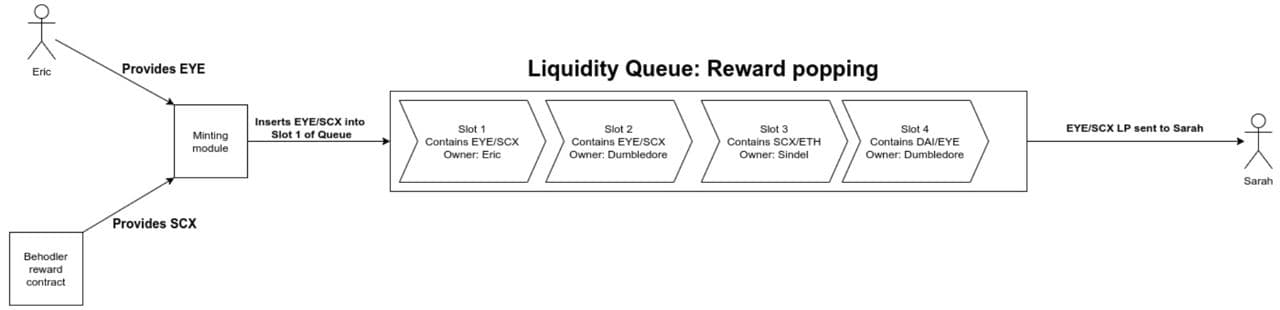 Liquidity Queue: Reward popping
Eric
Provides EYE
Minting
module
Provides SCX
Behodler
reward
contract
Inserts EYE/SCX into
Slot 1 of Queue
Slot 1
Contains EYE/SCX
Owner: Eric
Slot 2
Contains EYE/SCX
Owner: Dumbledore
Slot 3
Contains SCX/ETH
Owner: Sindel
Slot 4
Contains DAI/EYE
Owner: Dumbledore
EYE/SCX LP sent to Sarah
Sarah